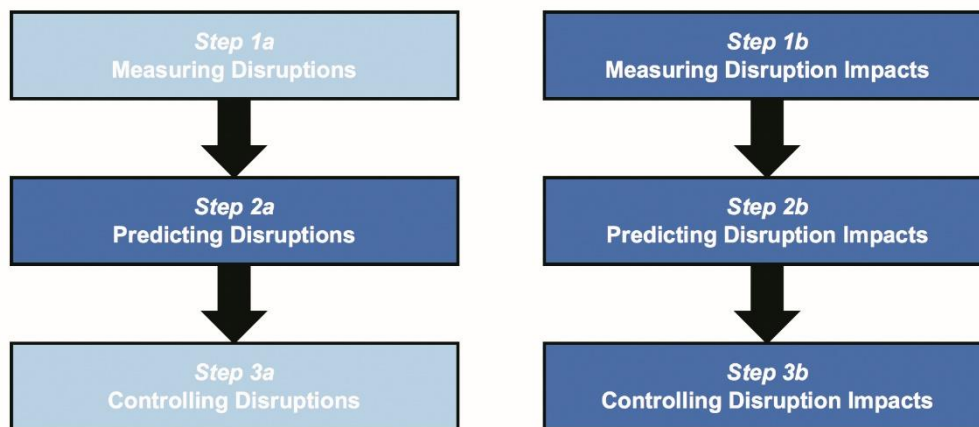 Step 1a
Measuring Disruptions
Step 1b
Measuring Disruption Impacts
Step 2a
Predicting Disruptions
Step 2b
Predicting Disruption Impacts
Step 3a
Controlling Disruptions
Step 3b
Controlling Disruption Impacts